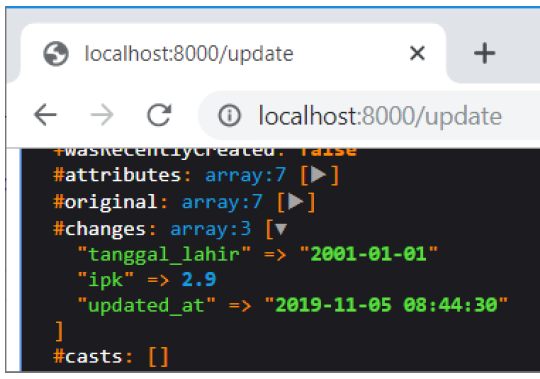 localhost:8000/update
localhost:8000/update
+wasRecentlyCreated: false
#attributes: array:7 [▶]
#original: array:7 [▶]
#changes: array:3 [▼
"tanggal_lahir" => "2001-01-01"
"ipk" => 2.9
"updated_at" => "2019-11-05 08:44:30"
]
#casts: []